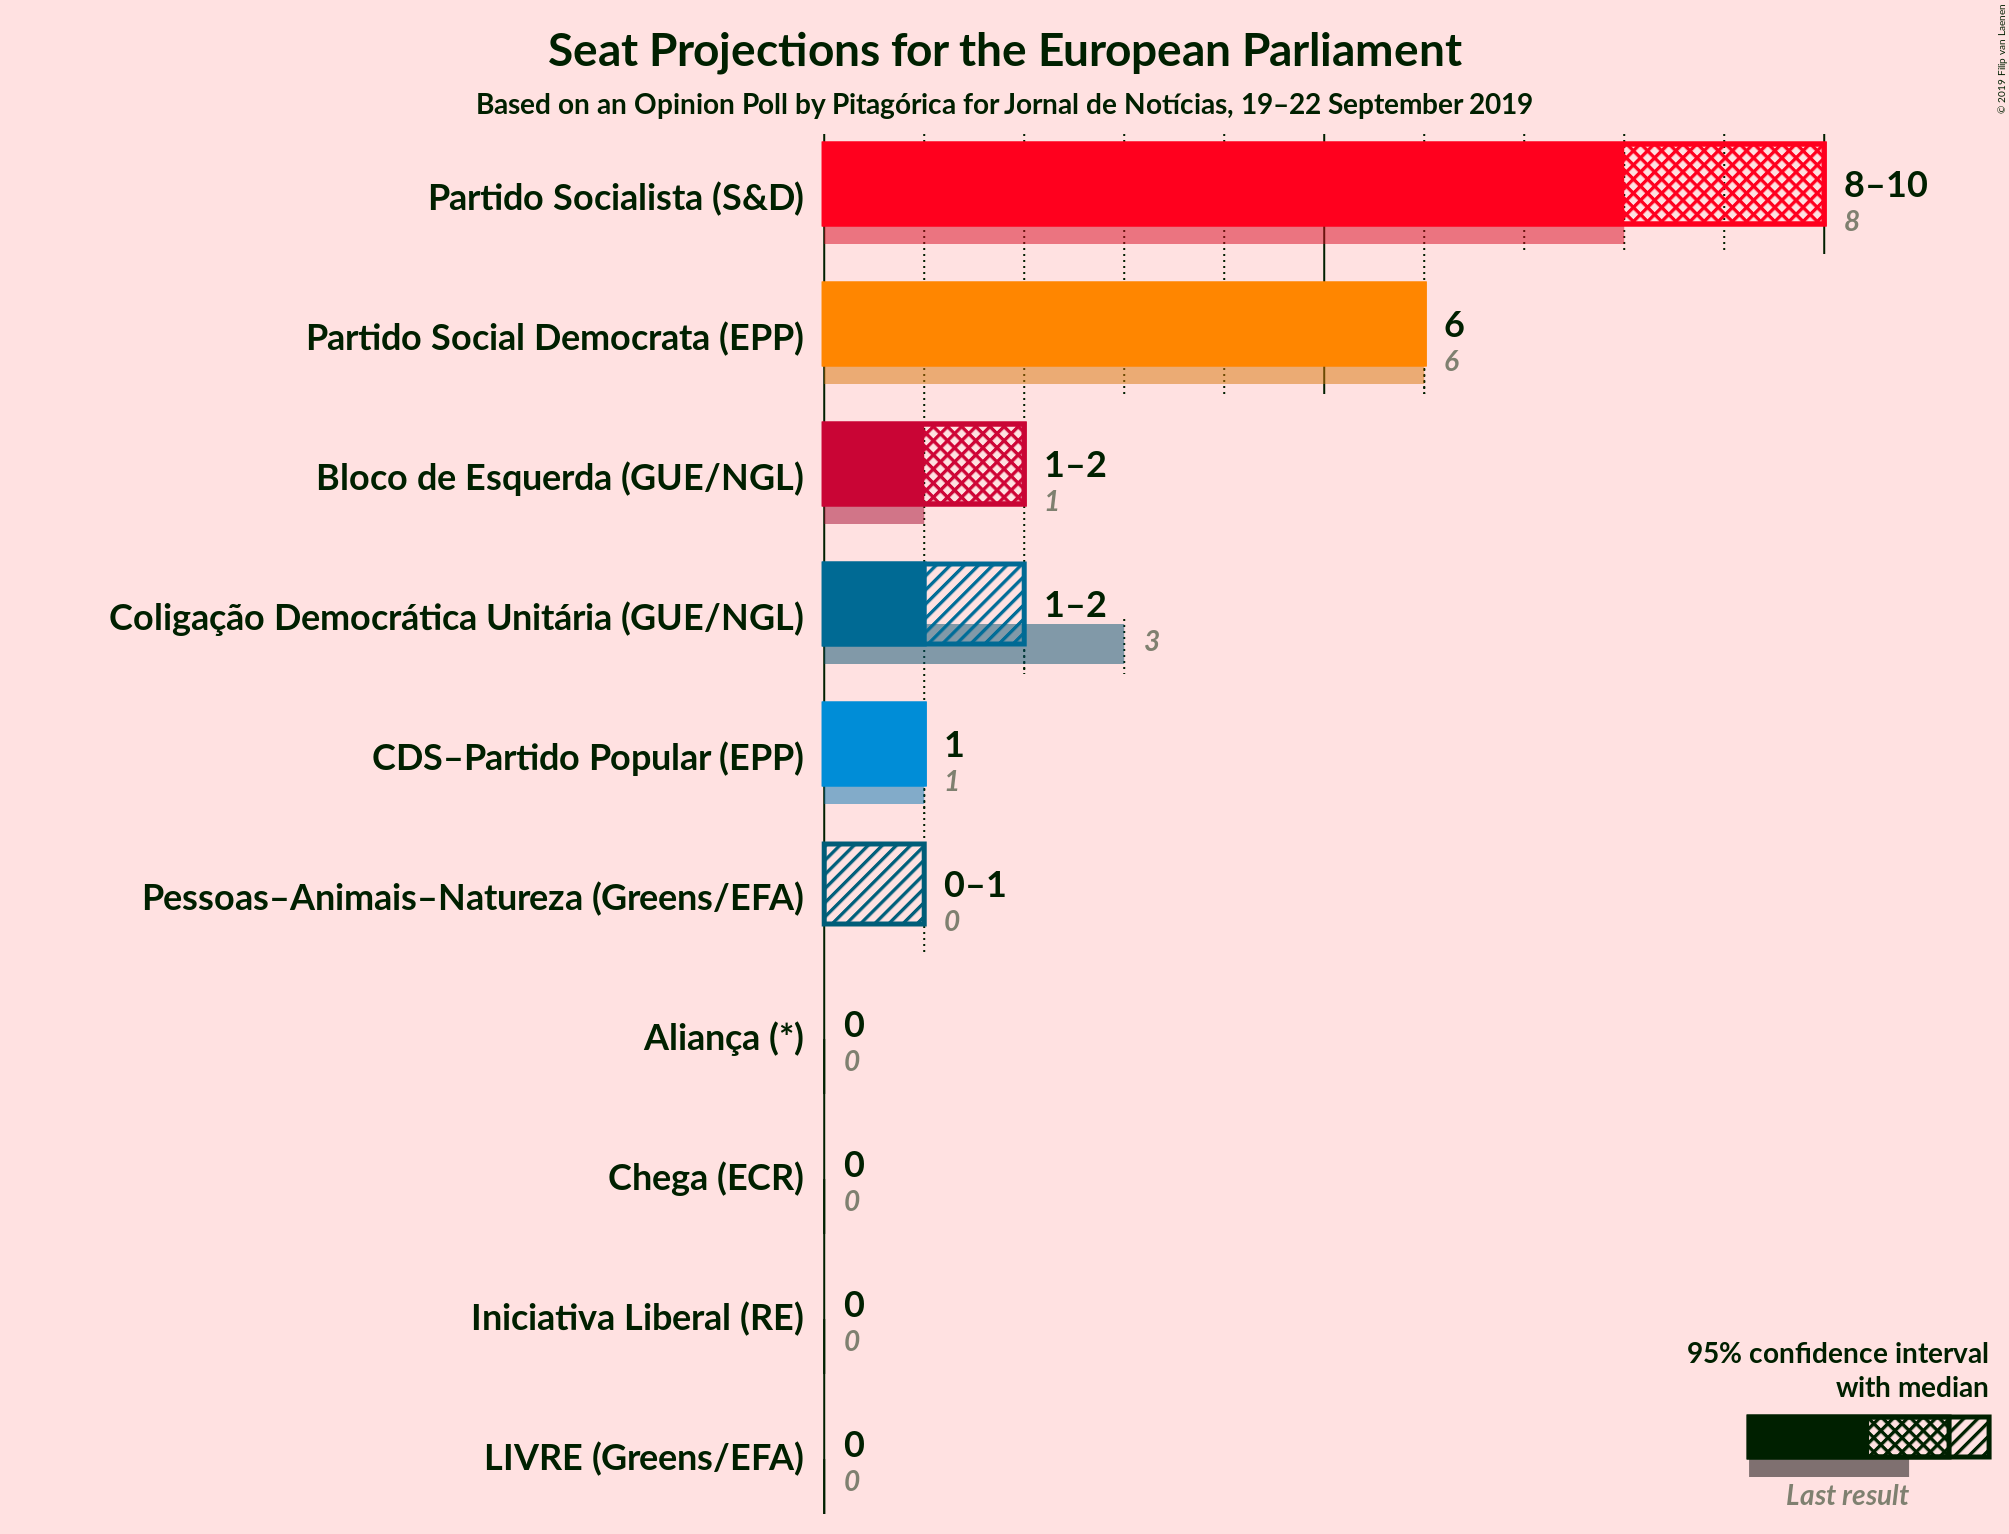 Seat Projections for the European Parliament
Based on an Opinion Poll by Pitagórica for Jornal de Notícias, 19–22 September 2019
© 2019 Filip van Laenen
Partido Socialista (S&D)
8–10
8
Partido Social Democrata (EPP)
6
6
Bloco de Esquerda (GUE/NGL)
1–2
1
Coligação Democrática Unitária (GUE/NGL)
1–2
3
CDS–Partido Popular (EPP)
1
1
Pessoas–Animais–Natureza (Greens/EFA)
0–1
0
Aliança (*)
0
0
Chega (ECR)
0
0
Iniciativa Liberal (RE)
0
0
LIVRE (Greens/EFA)
0
0
95% confidence interval
with median
Last result